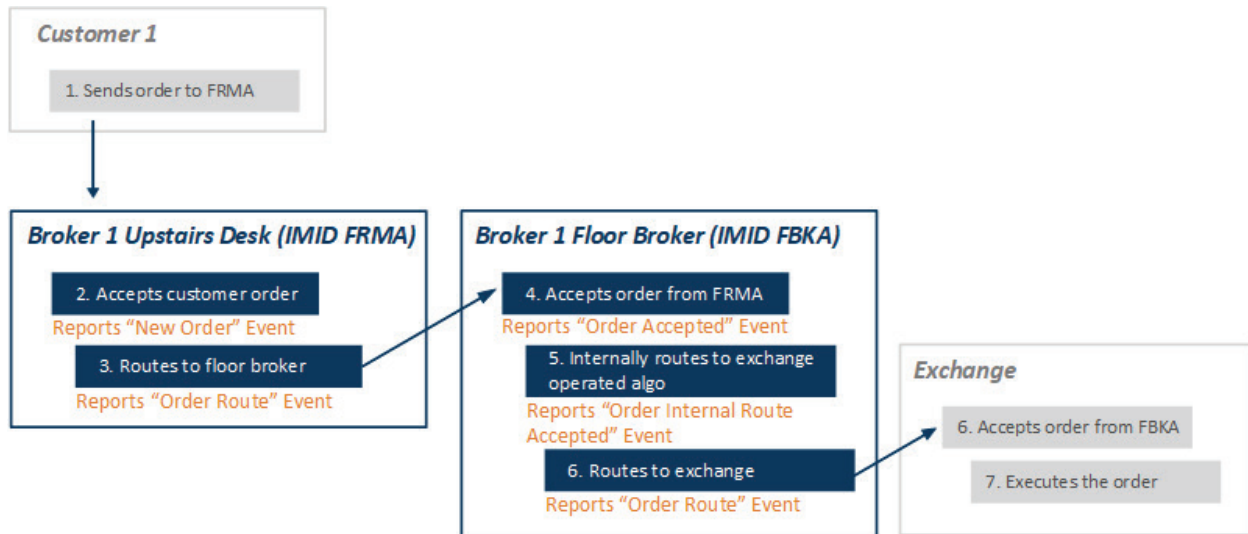 Customer 1
1. Sends order to FRMA
Broker 1 Upstairs Desk (IMID FRMA)
2. Accepts customer order
Reports “New Order” Event
3. Routes to floor broker
Reports “Order Route” Event
Broker 1 Floor Broker (IMID FBKA)
4. Accepts order from FRMA
Reports “Order Accepted” Event
5. Internally routes to exchange
operated algo
Reports “Order Internal Route
Accepted” Event
6. Routes to exchange
Reports “Order Route” Event
Exchange
6. Accepts order from FBKA
7. Executes the order